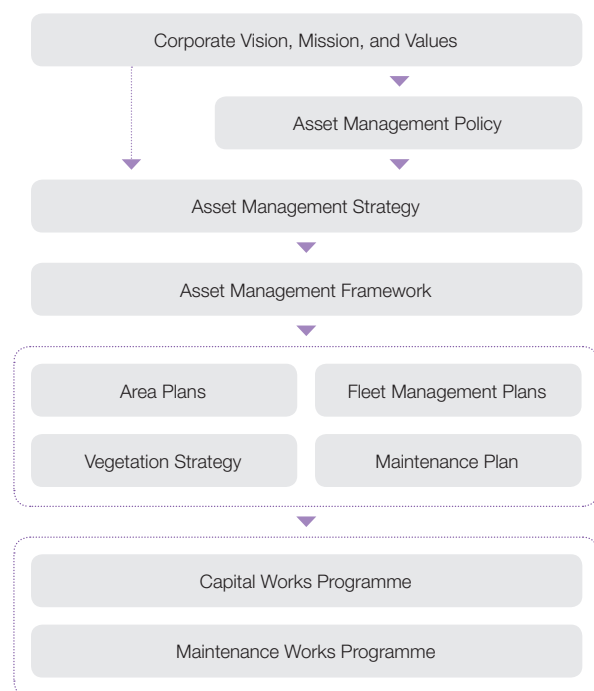 Corporate Vision, Mission, and Values
Asset Management Policy
Asset Management Strategy
Asset Management Framework
Area Plans
Fleet Management Plans
Vegetation Strategy
Maintenance Plan
Capital Works Programme
Maintenance Works Programme